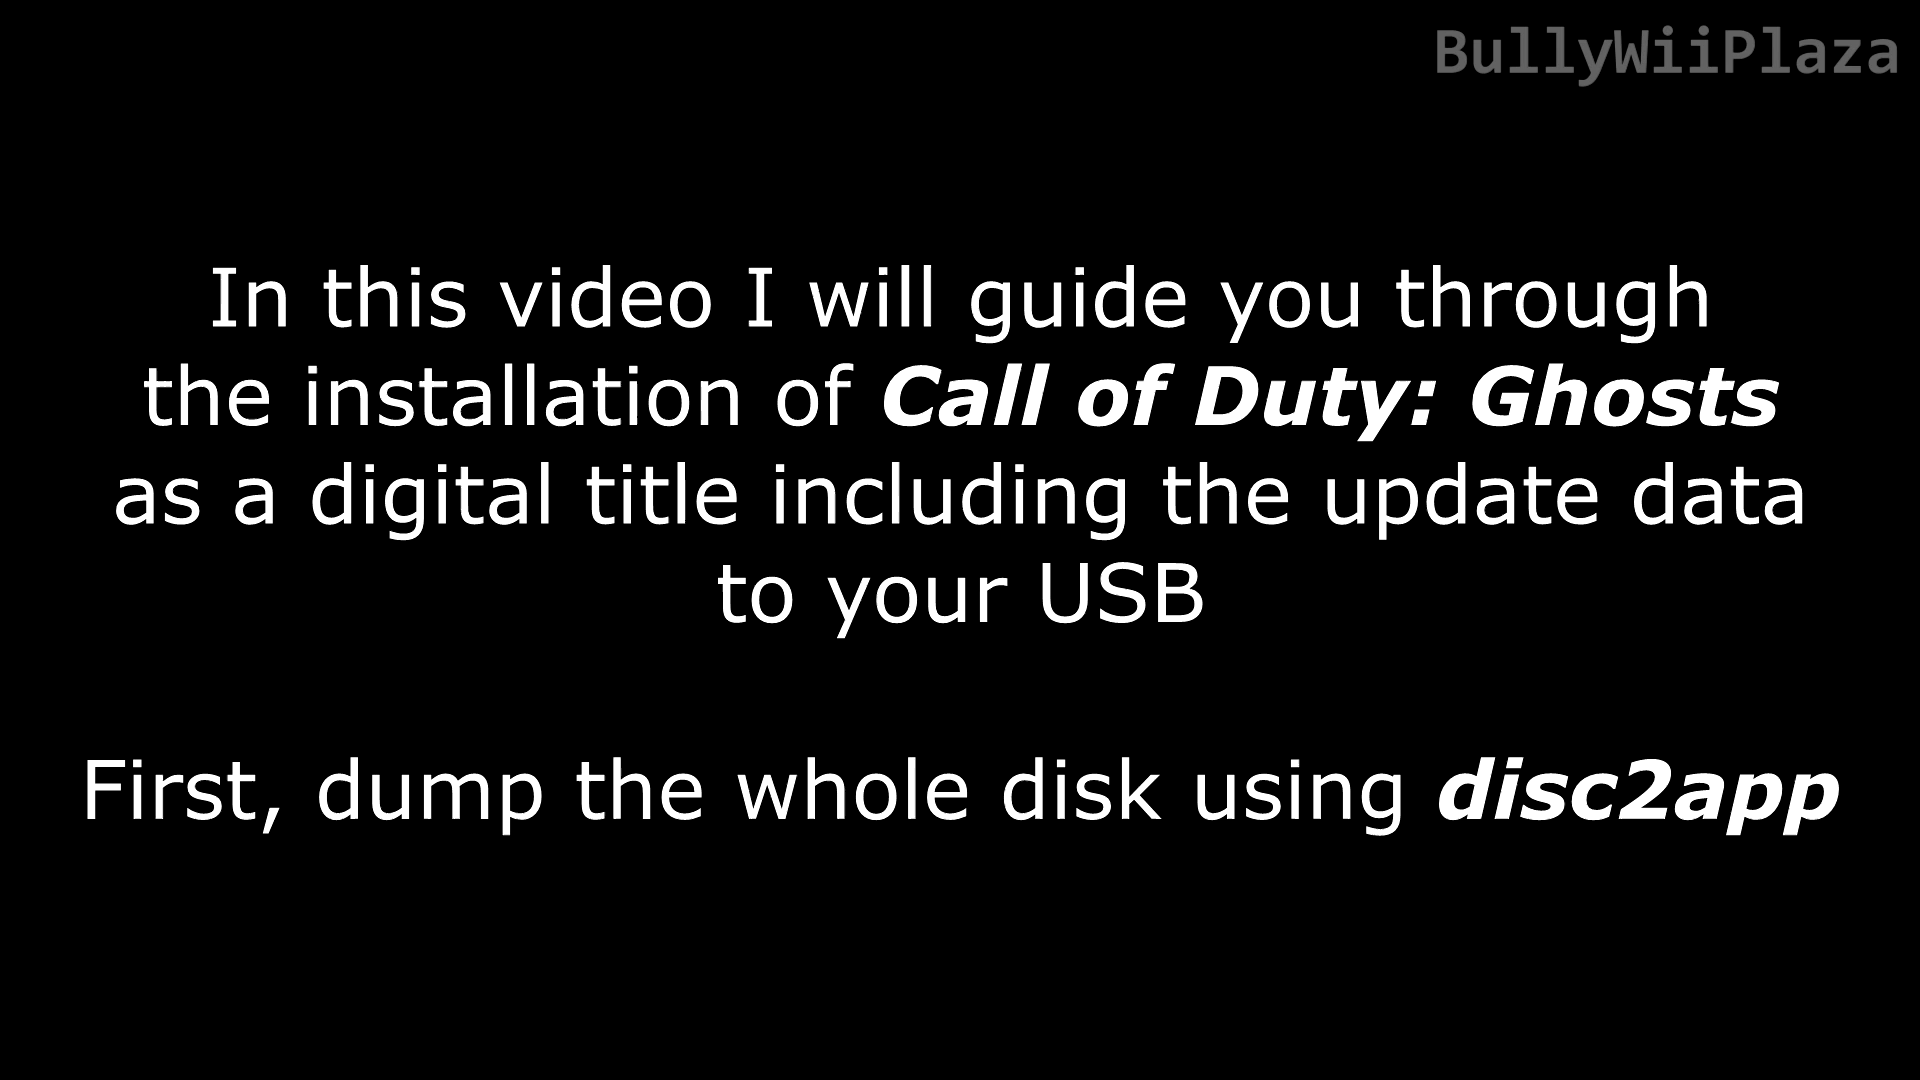 BullyWiiPlaza
In this video I will guide you through
the installation of Call of Duty: Ghosts
as a digital title including the update data
to your USB
First, dump the whole disk using disc2app